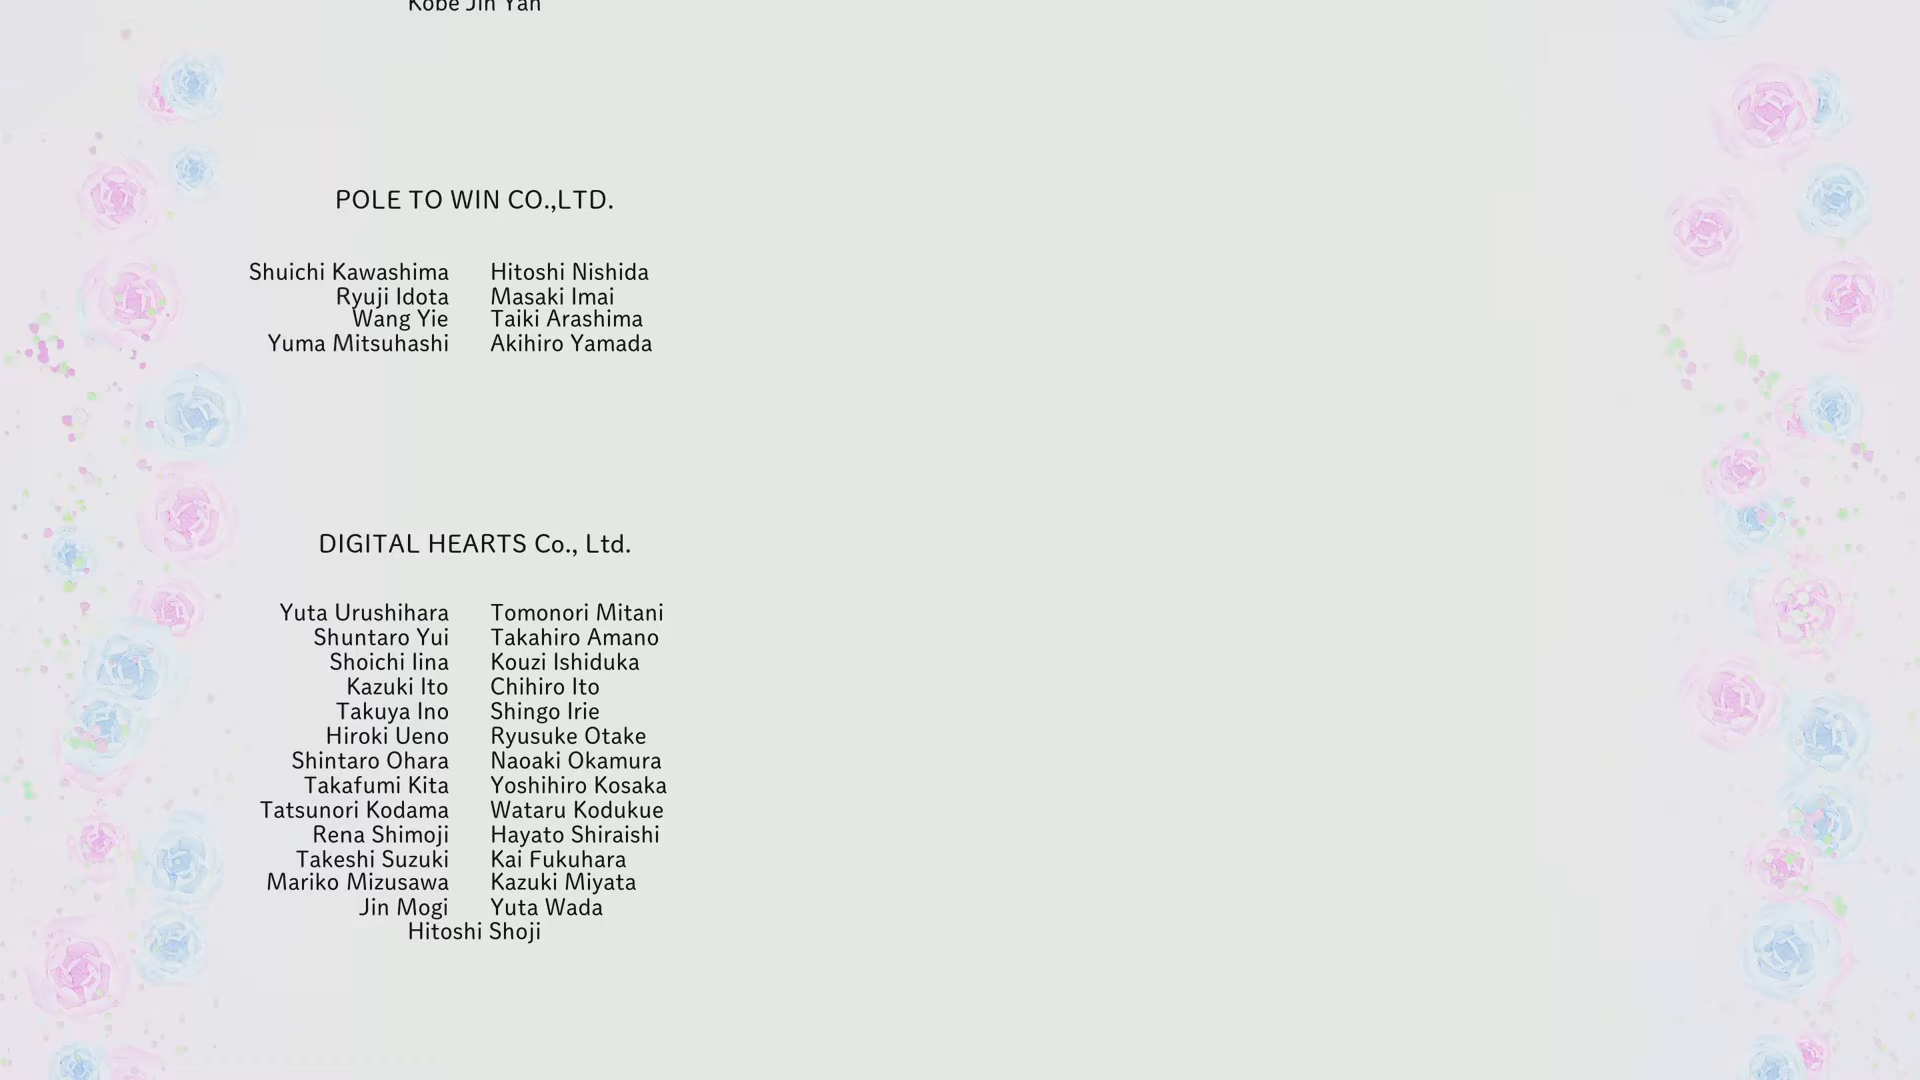 Kobe Jin Yan
POLE TO WIN CO.,LTD.
Shuichi Kawashima Hitoshi Nishida
Ryuji Idota Masaki Imai
Wang Yie Taiki Arashima
Yuma Mitsuhashi Akihiro Yamada
DIGITAL HEARTS Co., Ltd.
Yuta Urushihara Tomonori Mitani
Shuntaro Yui Takahiro Amano
Shoichi Iina Kouzi Ishiduka
Kazuki Ito Chihiro Ito
Takuya Ino Shingo Irie
Hiroki Ueno Ryusuke Otake
Shintaro Ohara Naoaki Okamura
Takafumi Kita Yoshihiro Kosaka
Tatsunori Kodama Wataru Kodukue
Rena Shimoji Hayato Shiraishi
Takeshi Suzuki Kai Fukuhara
Mariko Mizusawa Kazuki Miyata
Jin Mogi Yuta Wada
Hitoshi Shoji